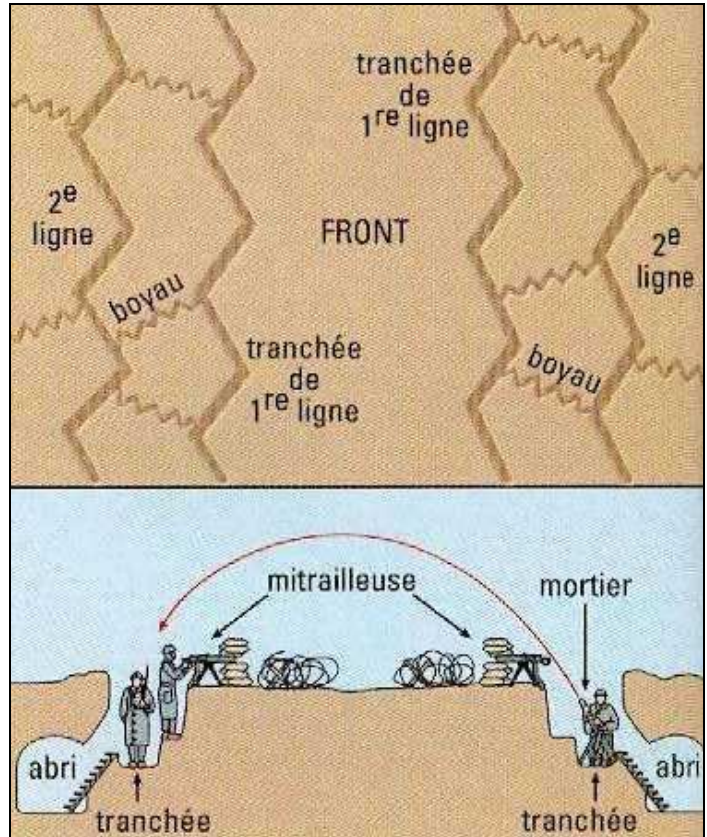 tranchée
de
1re ligne
2e
ligne
FRONT
2e
ligne
boyau
tranchée
de
1re ligne
boyau
mitrailleuse
mortier
abri
abri
tranchée
tranchée